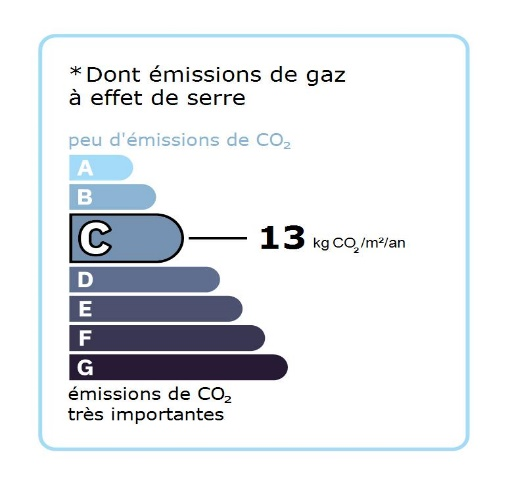 *Dont émissions de gaz
à effet de serre
peu d'émissions de CO₂
A
B
C 13 kg CO₂/m²/an
D
E
F
G
émissions de CO₂
très importantes